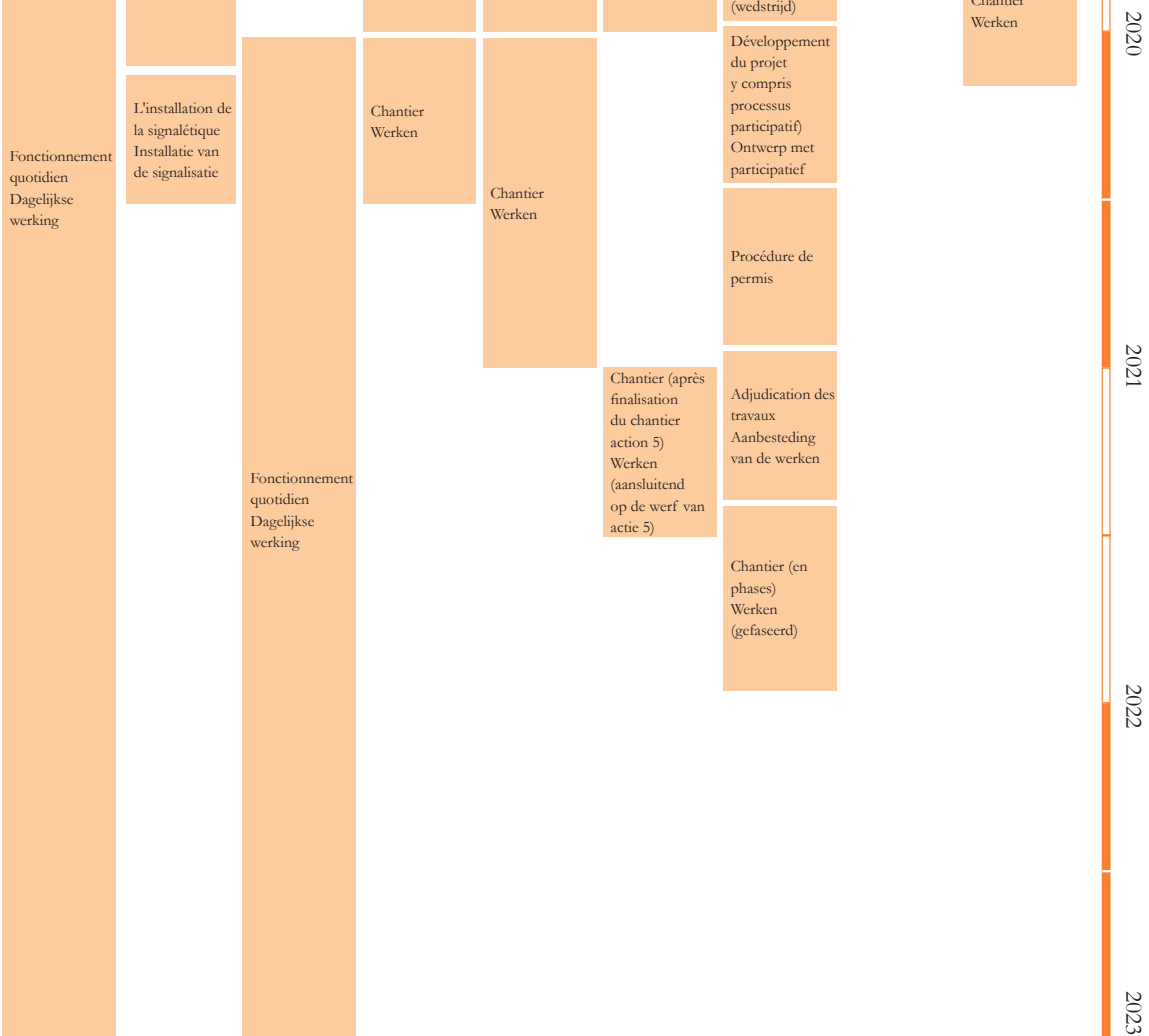 Fonctionnement
quotidien
Dagelijkse
werking
L'installation de
la signalétique
Installatie van
de signalisatie
Fonctionnement
quotidien
Dagelijkse
werking
Chantier
Werken
Chantier
Werken
Chantier (après
finalisation
du chantier
action 5)
Werken
(aansluitend
op de werf van
actie 5)
(wedstrijd)
Développement
du projet
y compris
processus
participatif)
Ontwerp met
participatief
Procédure de
permis
Adjudication des
travaux
Aanbesteding
van de werken
Chantier (en
phases)
Werken
(gefaseerd)
Chantier
Werken
2020
2021
2022
2023